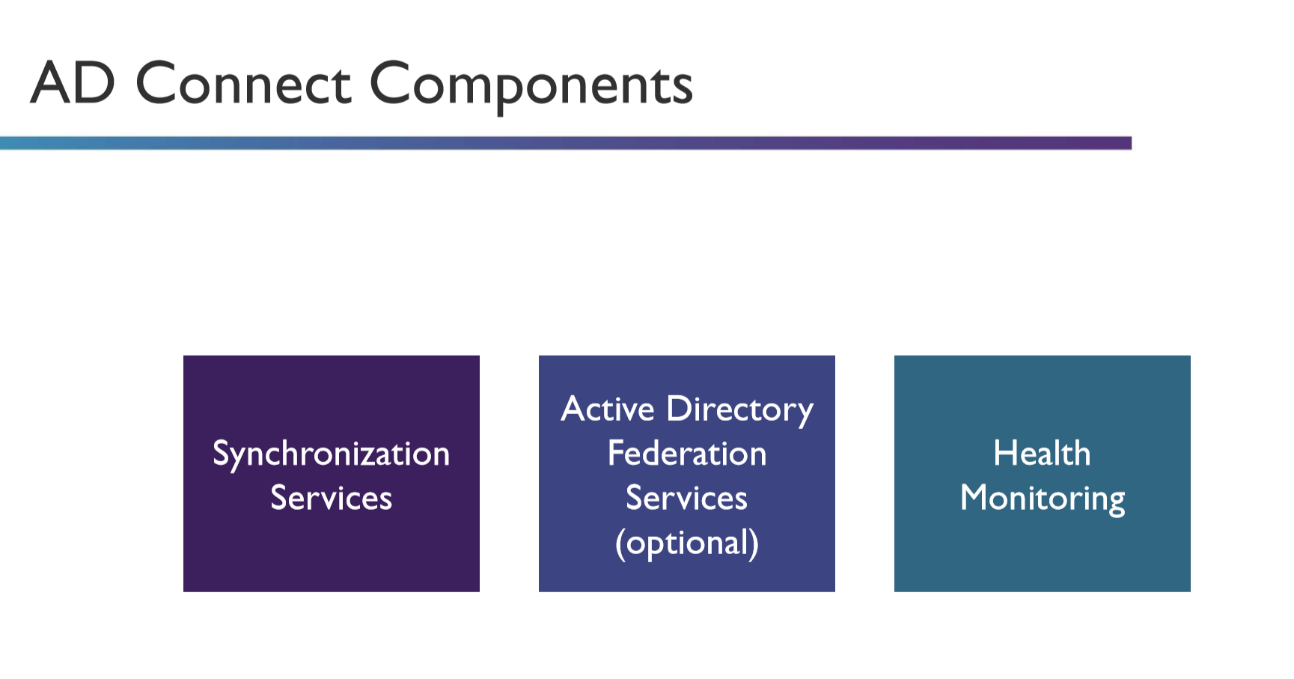 AD Connect Components
Synchronization
Services
Active Directory
Federation
Services
(optional)
Health
Monitoring